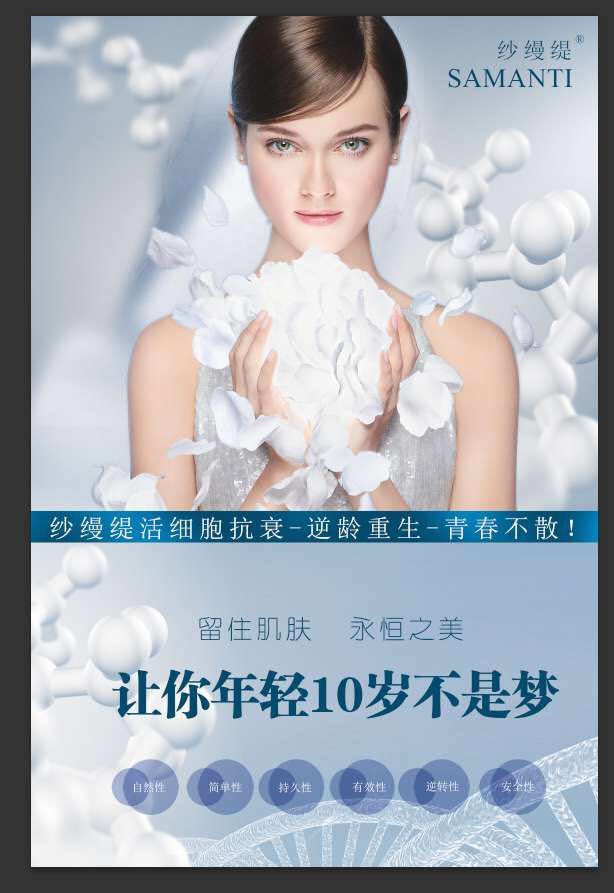 纱缦缇®
SAMANTI
纱缦缇活细胞抗衰-逆龄重生-青春不散！
留住肌肤 永恒之美
让你年轻10岁不是梦
自然性 简单性 持久性 有效性 逆转性 安全性